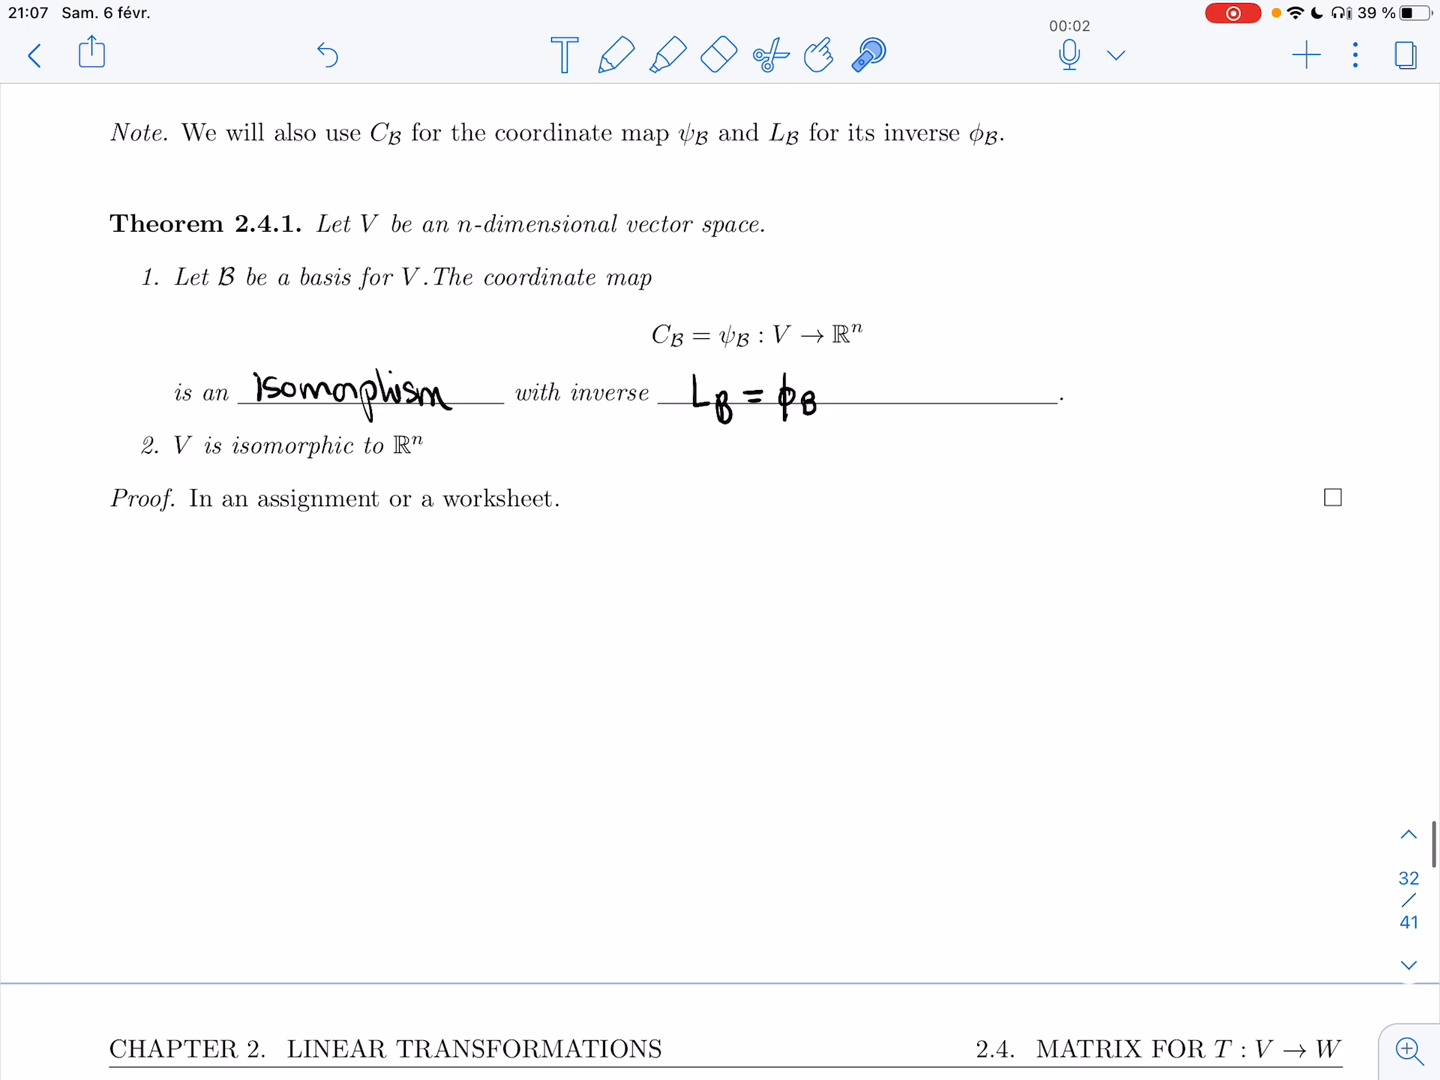 21:07 Sam. 6 févr. 39 %
00:02
T
Note. We will also use C_ℬ for the coordinate map ψ_ℬ and L_ℬ for its inverse ϕ_ℬ.
Theorem 2.4.1. Let V be an n-dimensional vector space.
1. Let ℬ be a basis for V.The coordinate map
C_ℬ = ψ_ℬ : V → ℝⁿ
is an isomorphism with inverse L_B = ϕ_B.
2. V is isomorphic to ℝⁿ
Proof. In an assignment or a worksheet. □
32
/
41
CHAPTER 2. LINEAR TRANSFORMATIONS 2.4. MATRIX FOR T : V → W